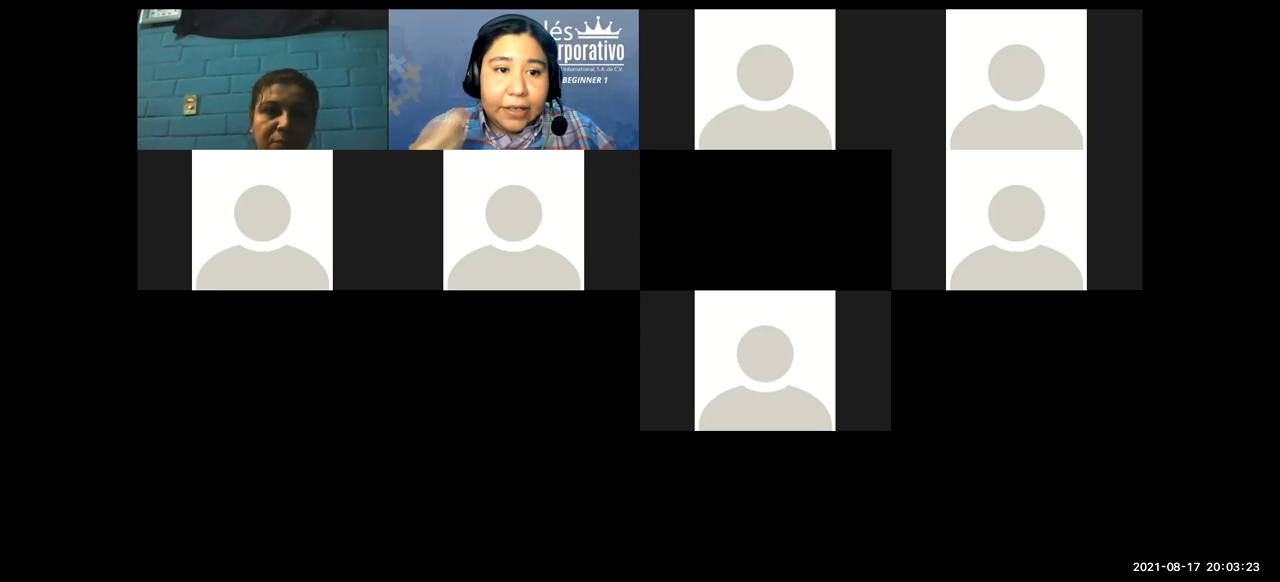 lés
rporativo
International, S.A. de C.V.
BEGINNER 1
2021-08-17 20:03:23